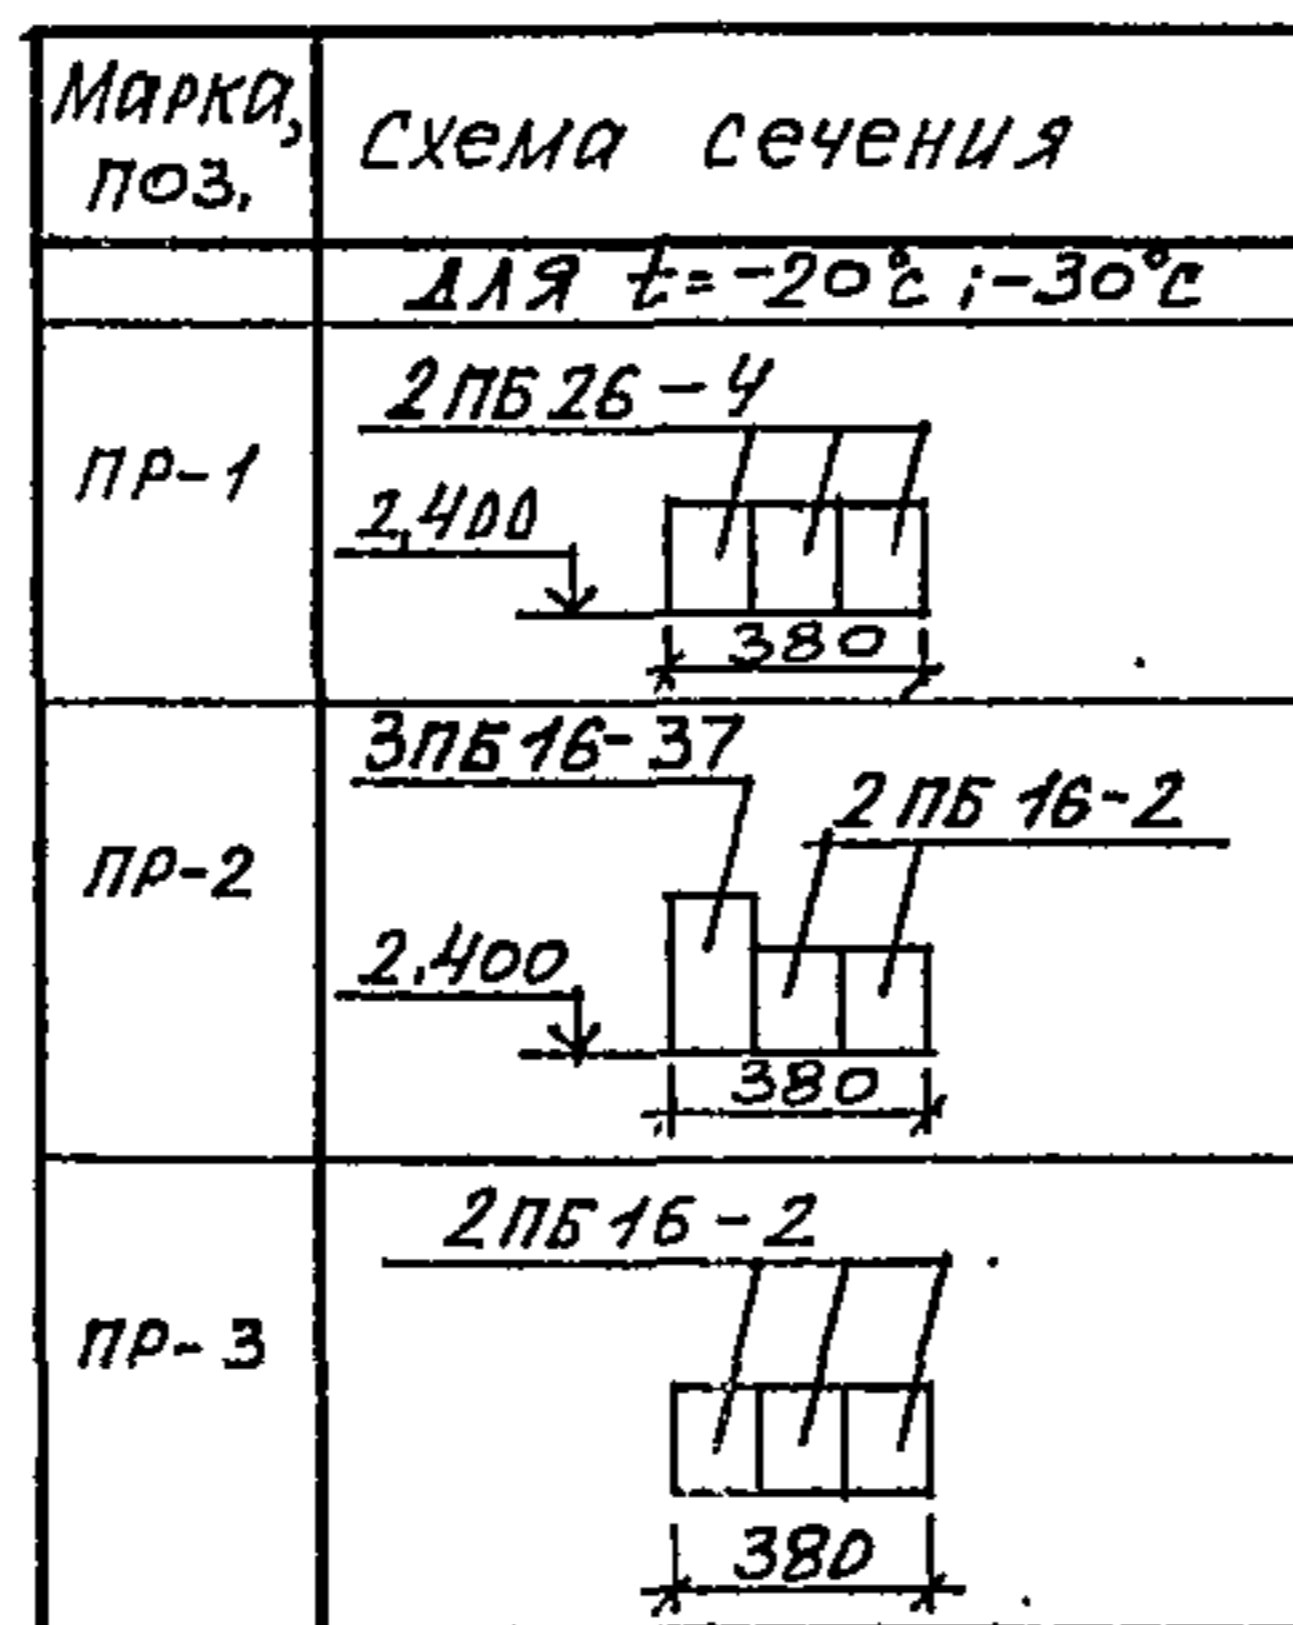 Марка, поз.
Схема сечения
для t=-20°С ; -30°С
ПР-1
2ПБ26-4
2,400
380
ПР-2
3ПБ16-37
2ПБ16-2
2.400
380
ПР-3
2ПБ16-2
380